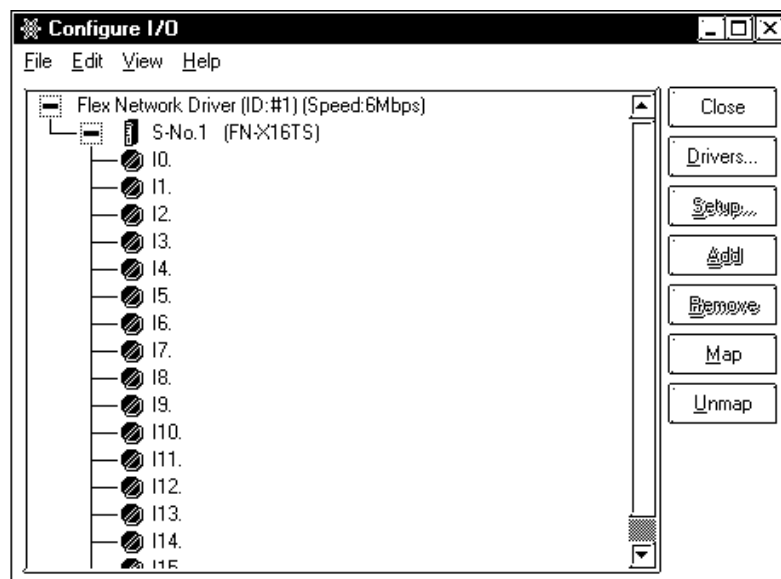 Configure I/O
File Edit View Help
Flex Network Driver (ID:#1) (Speed:6Mbps)
S-No.1 (FN-X16TS)
I0.
I1.
I2.
I3.
I4.
I5.
I6.
I7.
I8.
I9.
I10.
I11.
I12.
I13.
I14.
I15.
Close
Drivers...
Setup...
Add
Remove
Map
Unmap